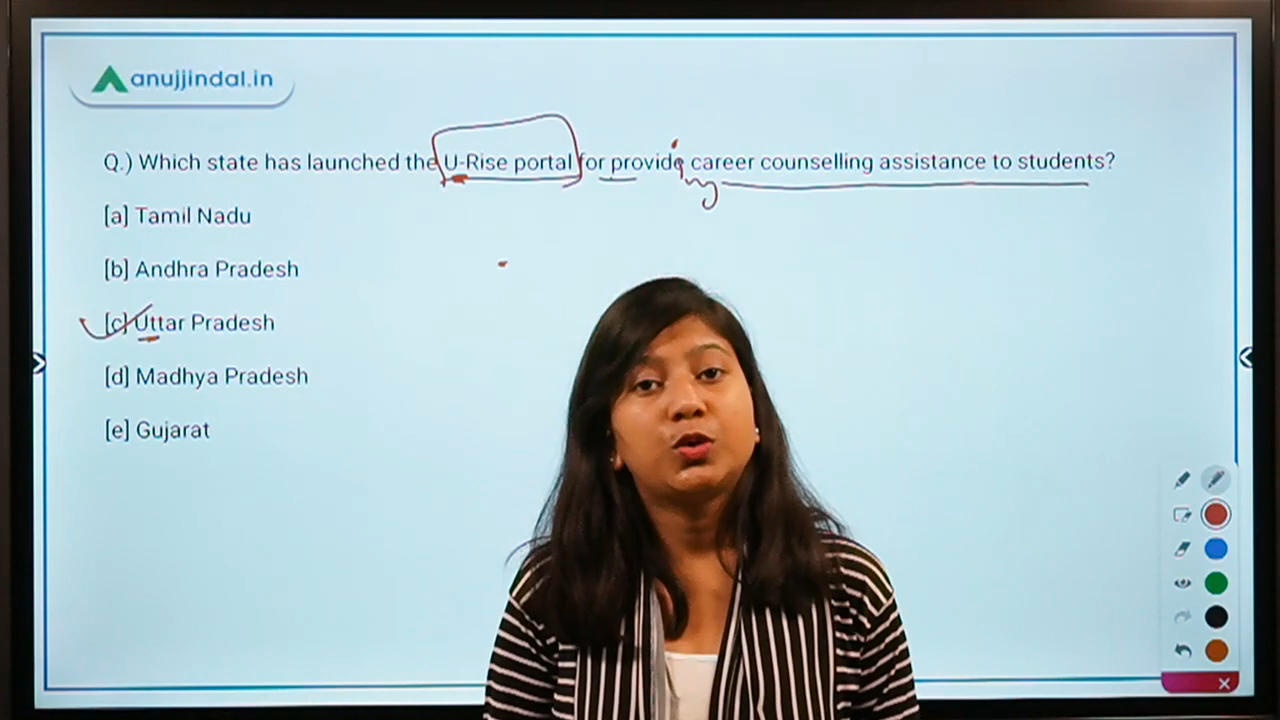 anujjindal.in
Q.) Which state has launched the U-Rise portal for provide career counselling assistance to students?
ing
[a] Tamil Nadu
[b] Andhra Pradesh
[c] Uttar Pradesh
[d] Madhya Pradesh
[e] Gujarat